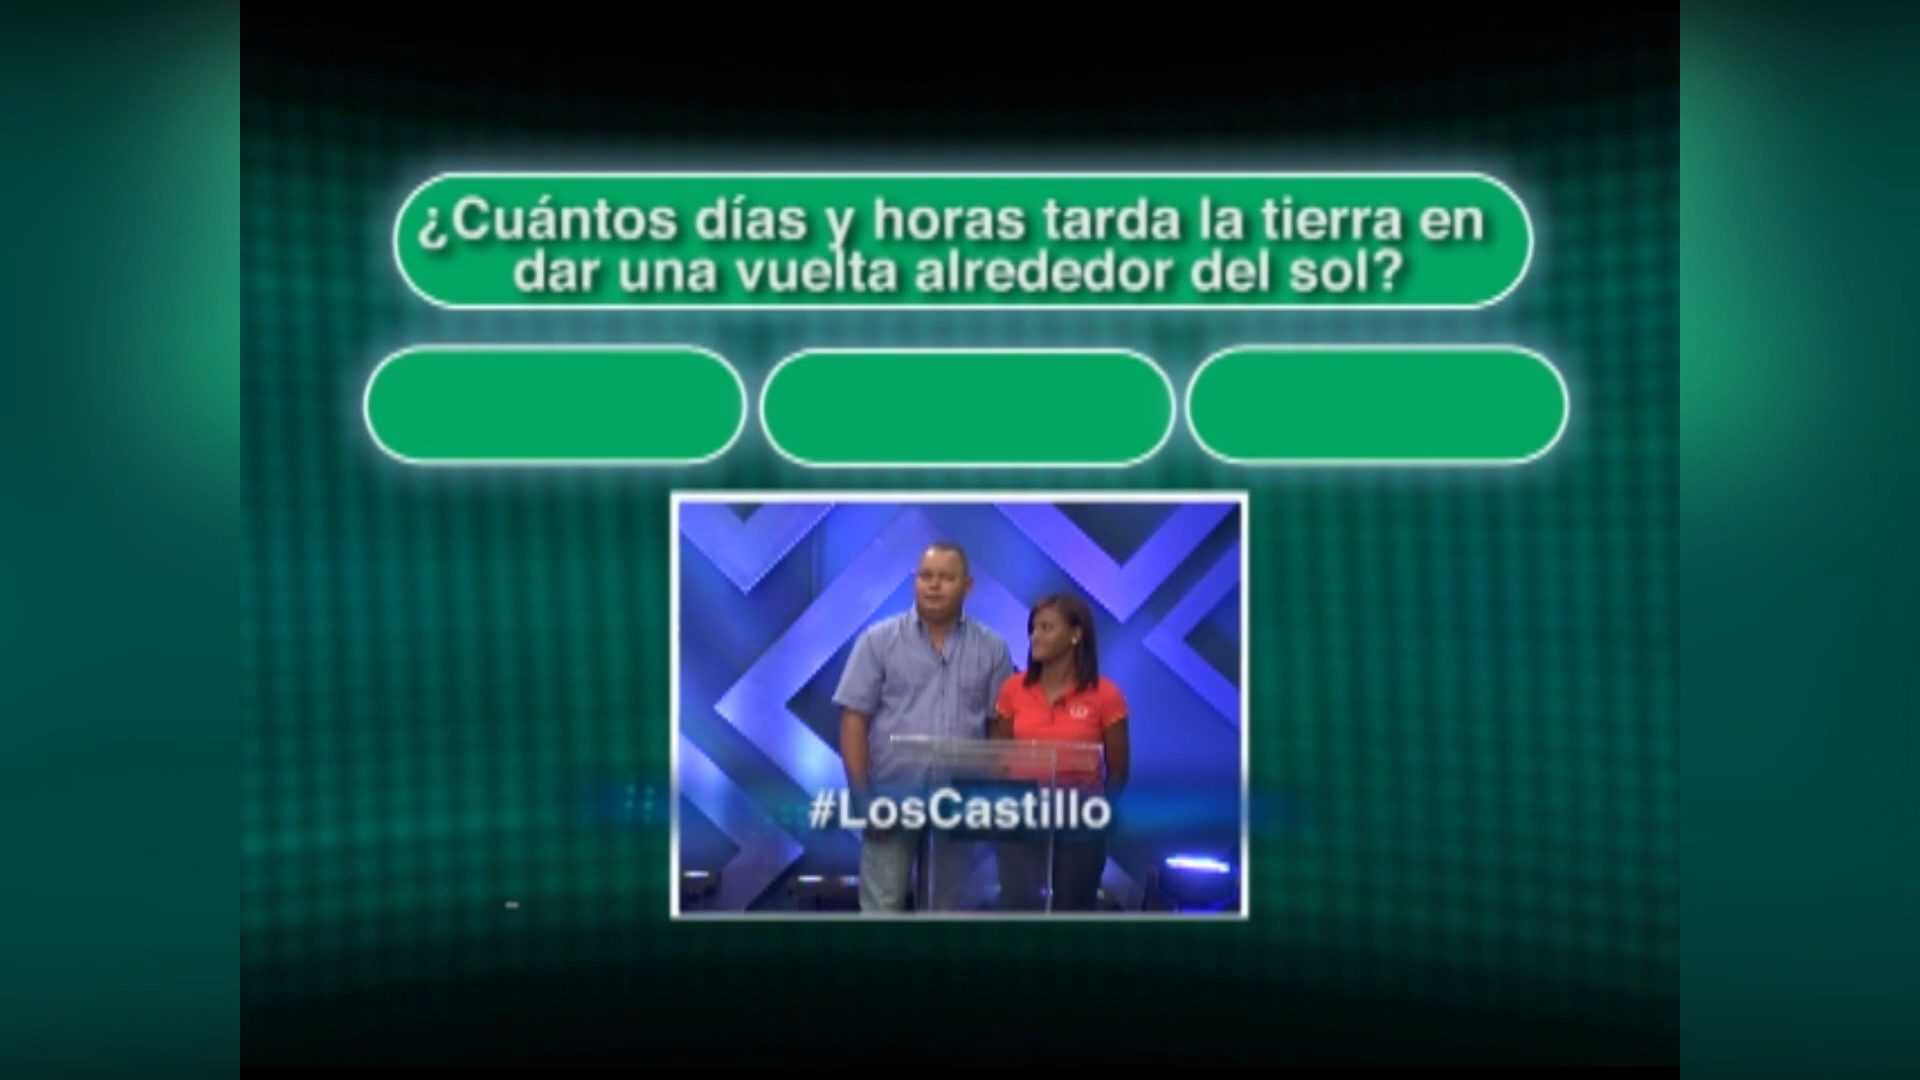 ¿Cuántos días y horas tarda la tierra en
dar una vuelta alrededor del sol?
#LosCastillo